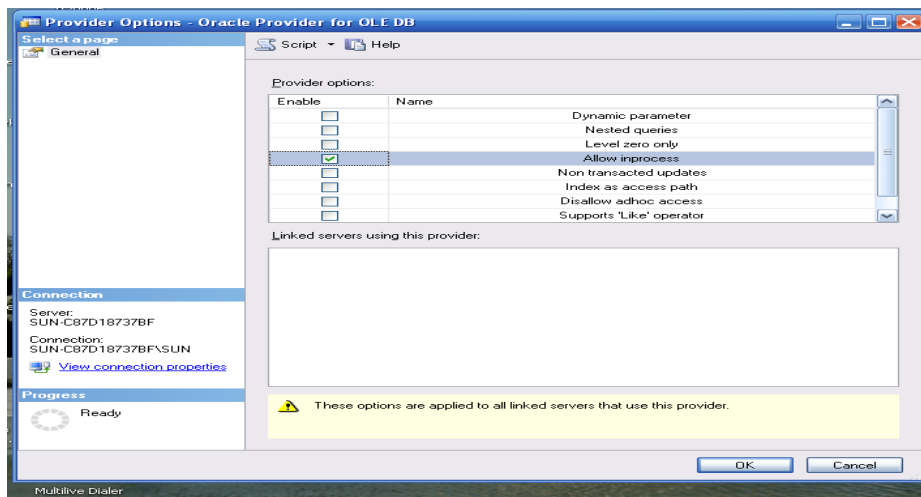 Provider Options - Oracle Provider for OLE DB
Select a page
General
Script Help
Provider options:
Enable Name
Dynamic parameter
Nested queries
Level zero only
Allow inprocess
Non transacted updates
Index as access path
Disallow adhoc access
Supports 'Like' operator
Linked servers using this provider:
Connection
Server:
SUN-C87D18737BF
Connection:
SUN-C87D18737BF\SUN
View connection properties
Progress
Ready
These options are applied to all linked servers that use this provider.
OK Cancel
Multilive Dialer